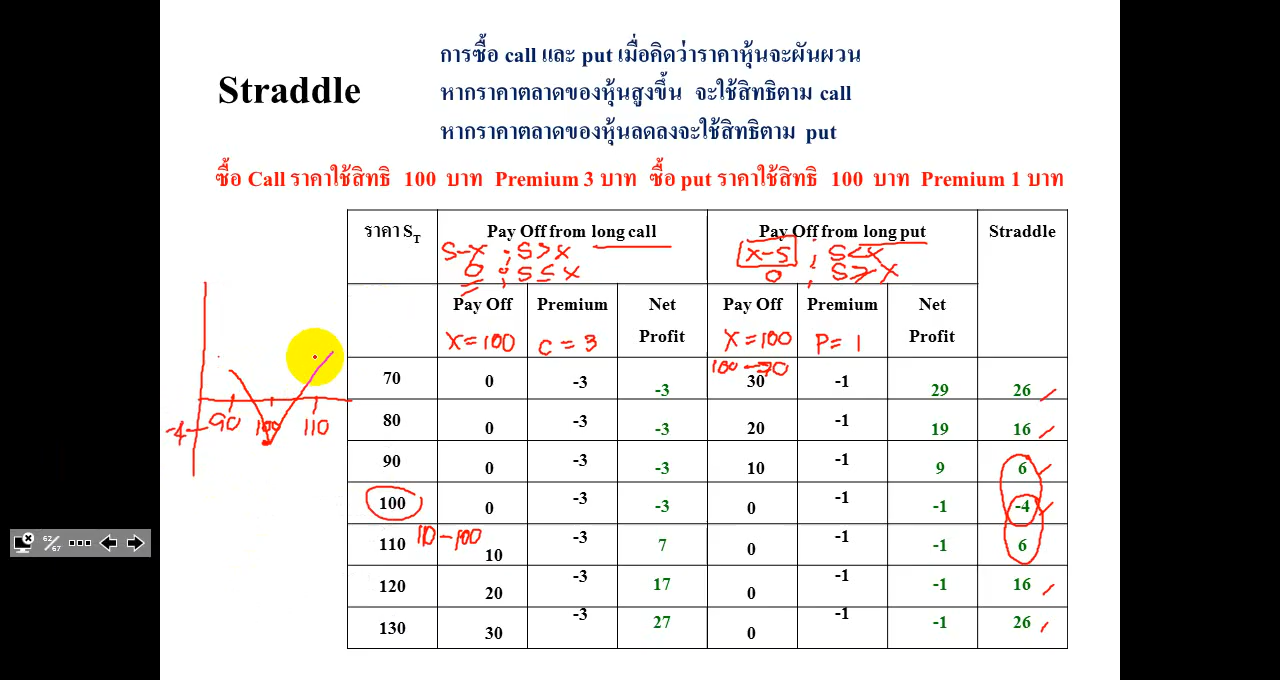 Straddle
การซื้อ call และ put เมื่อคิดว่าราคาหุ้นจะผันผวน
หากราคาตลาดของหุ้นสูงขึ้น จะใช้สิทธิตาม call
หากราคาตลาดของหุ้นลดลงจะใช้สิทธิตาม put
ซื้อ Call ราคาใช้สิทธิ 100 บาท Premium 3 บาท ซื้อ put ราคาใช้สิทธิ 100 บาท Premium 1 บาท
ราคา S_T Pay Off from long call Pay Off from long put Straddle
S-X ; S>X X-S ; S<X
0 ; S≤X 0 ; S≥X
Pay Off Premium Net Profit Pay Off Premium Net Profit
X=100 C=3 X=100 P=1
100-70
70 0 -3 -3 30 -1 29 26
80 0 -3 -3 20 -1 19 16
90 0 -3 -3 10 -1 9 6
100 0 -3 -3 0 -1 -1 -4
110-100
110 10 -3 7 0 -1 -1 6
120 20 -3 17 0 -1 -1 16
130 30 -3 27 0 -1 -1 26
-4 90 100 110
62/67